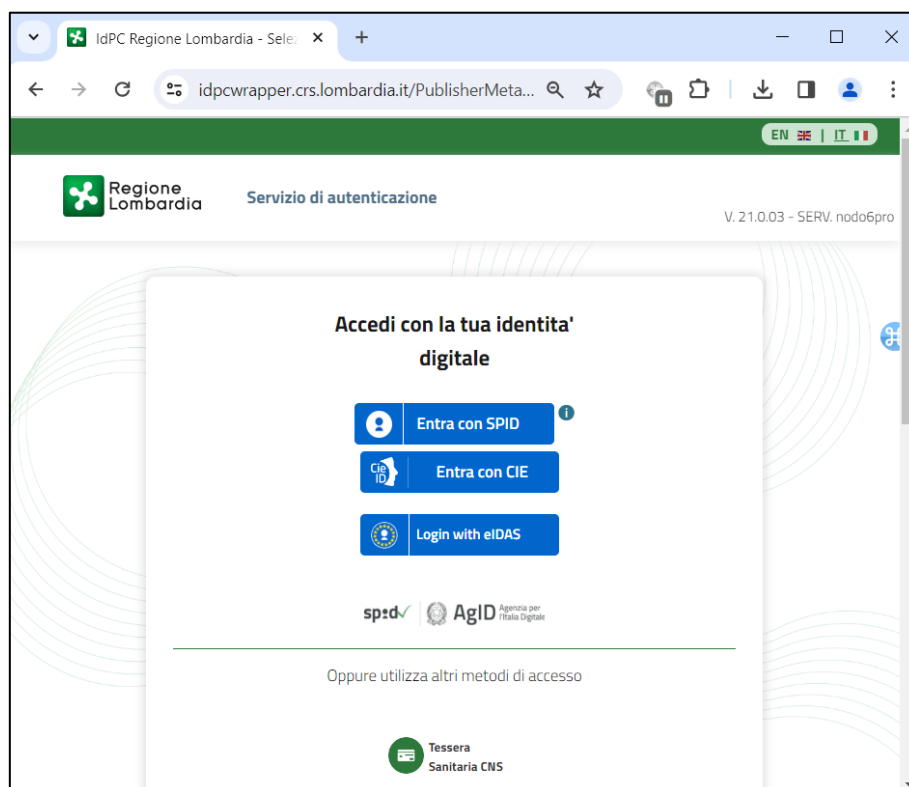 IdPC Regione Lombardia - Sele
idpcwrapper.crs.lombardia.it/PublisherMeta...
EN | IT
Regione
Lombardia
Servizio di autenticazione
V. 21.0.03 - SERV. nodo6pro
Accedi con la tua identita'
digitale
Entra con SPID
i
Cie
ID
Entra con CIE
Login with eIDAS
spid
AgID
Agenzia per
l'Italia Digitale
Oppure utilizza altri metodi di accesso
Tessera
Sanitaria CNS